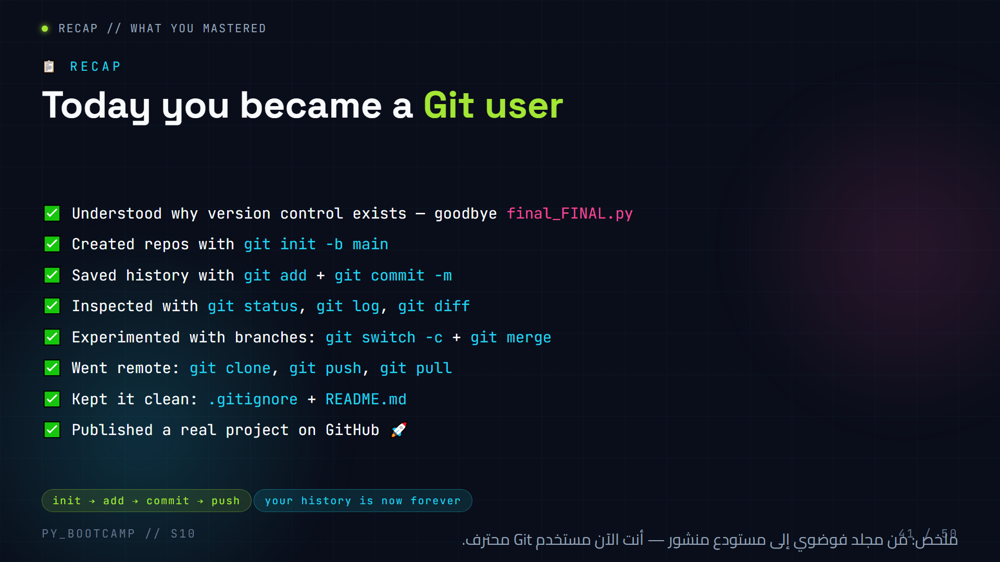 RECAP // WHAT YOU MASTERED
📋 RECAP
Today you became a Git user
✅ Understood why version control exists — goodbye final_FINAL.py
✅ Created repos with git init -b main
✅ Saved history with git add + git commit -m
✅ Inspected with git status, git log, git diff
✅ Experimented with branches: git switch -c + git merge
✅ Went remote: git clone, git push, git pull
✅ Kept it clean: .gitignore + README.md
✅ Published a real project on GitHub 🚀
init → add → commit → push
your history is now forever
PY_BOOTCAMP // S10
41 / 50
ملخص: من مجلد فوضوي إلى مستودع منشور — أنت الآن مستخدم Git محترف.